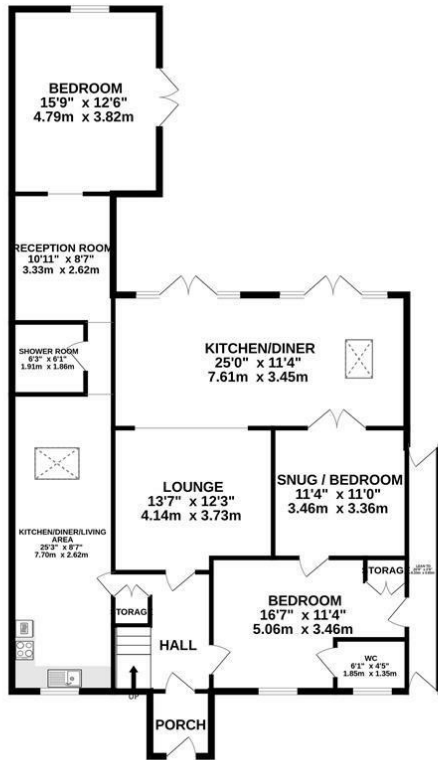 BEDROOM
15'9" x 12'6"
4.79m x 3.82m
RECEPTION ROOM
10'11" x 8'7"
3.33m x 2.62m
SHOWER ROOM
6'3" x 6'1"
1.91m x 1.86m
KITCHEN/DINER
25'0" x 11'4"
7.61m x 3.45m
LOUNGE
13'7" x 12'3"
4.14m x 3.73m
SNUG / BEDROOM
11'4" x 11'0"
3.46m x 3.36m
KITCHEN/DINER/LIVING
AREA
25'3" x 8'7"
7.70m x 2.62m
STORAG
BEDROOM
16'7" x 11'4"
5.06m x 3.46m
STORAG
HALL
WC
6'1" x 4'5"
1.85m x 1.35m
UP
PORCH